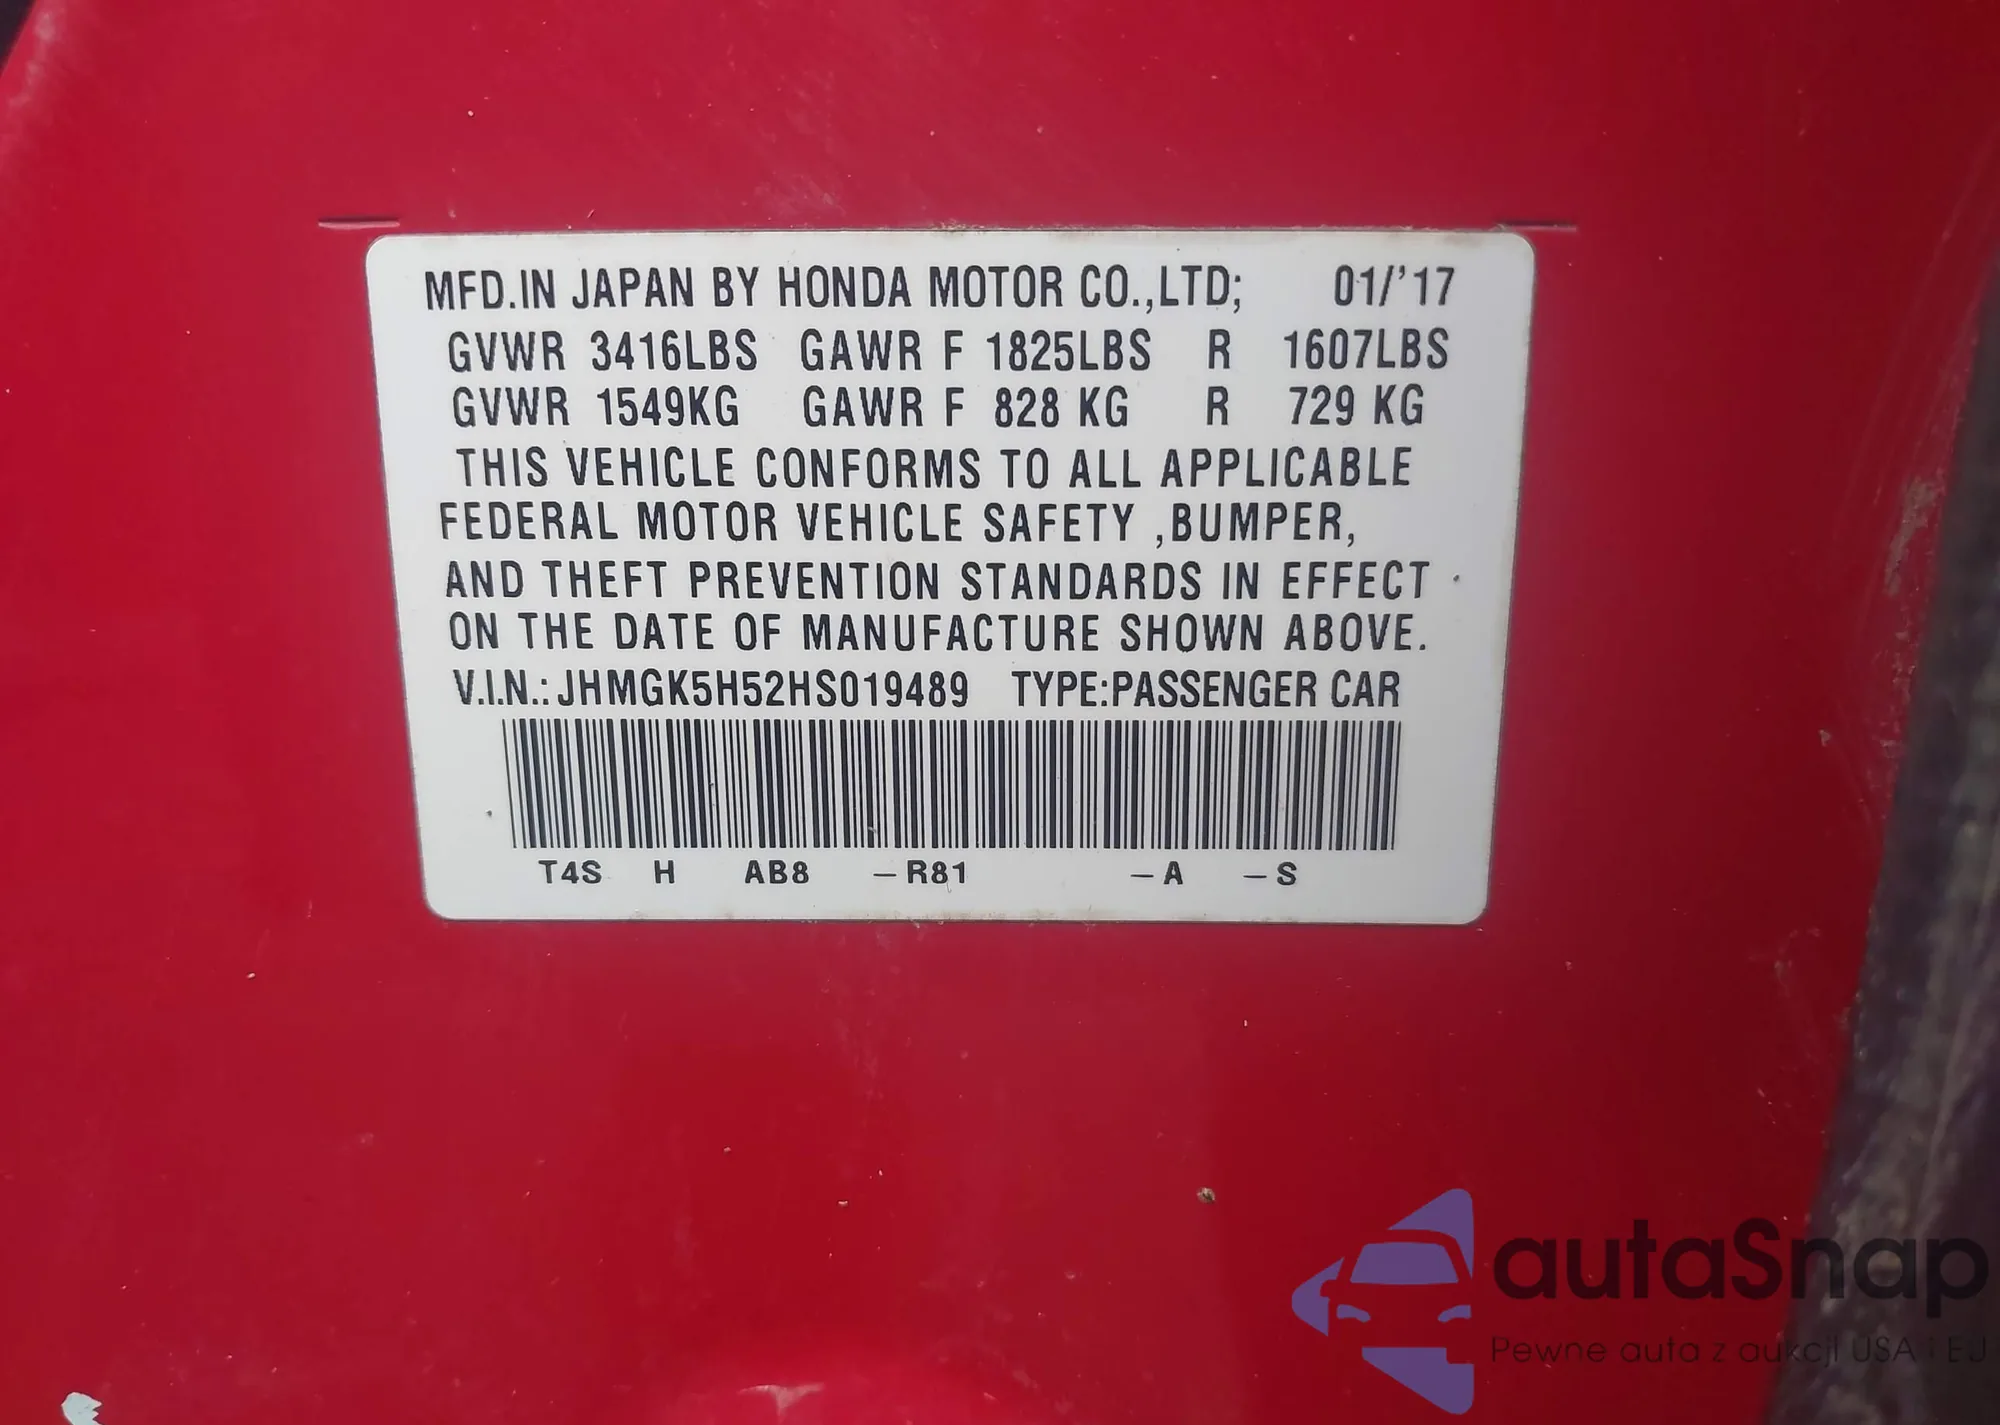 MFD.IN JAPAN BY HONDA MOTOR CO.,LTD; 01/'17
GVWR 3416LBS GAWR F 1825LBS R 1607LBS
GVWR 1549KG GAWR F 828 KG R 729 KG
THIS VEHICLE CONFORMS TO ALL APPLICABLE
FEDERAL MOTOR VEHICLE SAFETY ,BUMPER,
AND THEFT PREVENTION STANDARDS IN EFFECT
ON THE DATE OF MANUFACTURE SHOWN ABOVE.
V.I.N.: JHMGK5H52HS019489 TYPE:PASSENGER CAR
T4S H AB8 –R81 –A –S
autaSnap
Pewne auta z aukcji USA i EU